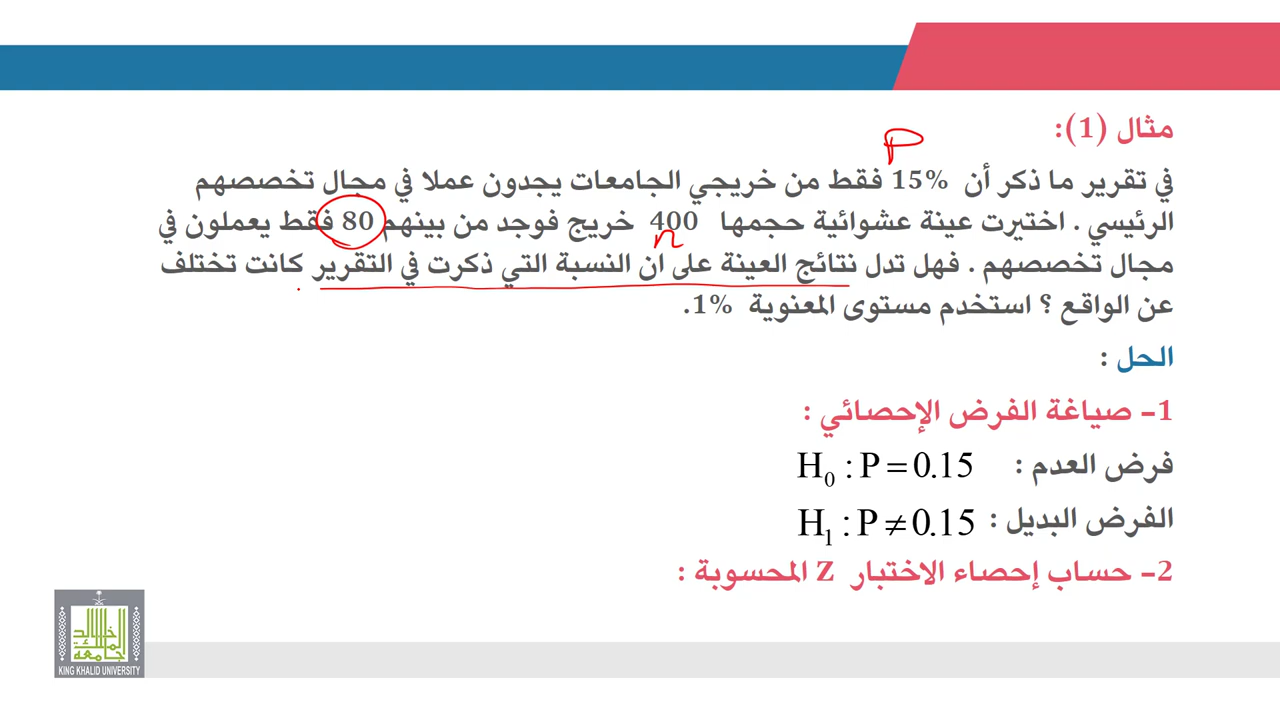 مثال (1):
P
في تقرير ما ذكر أن 15% فقط من خريجي الجامعات يجدون عملا في مجال تخصصهم
الرئيسي . اختيرت عينة عشوائية حجمها 400 خريج فوجد من بينهم 80 فقط يعملون في
n
مجال تخصصهم . فهل تدل نتائج العينة على ان النسبة التي ذكرت في التقرير كانت تختلف
عن الواقع ؟ استخدم مستوى المعنوية 1%.
الحل :
1- صياغة الفرض الإحصائي :
فرض العدم : H0 : P = 0.15
الفرض البديل : H1 : P ≠ 0.15
2- حساب إحصاء الاختبار Z المحسوبة :
جامعة الملك خالد
KING KHALID UNIVERSITY